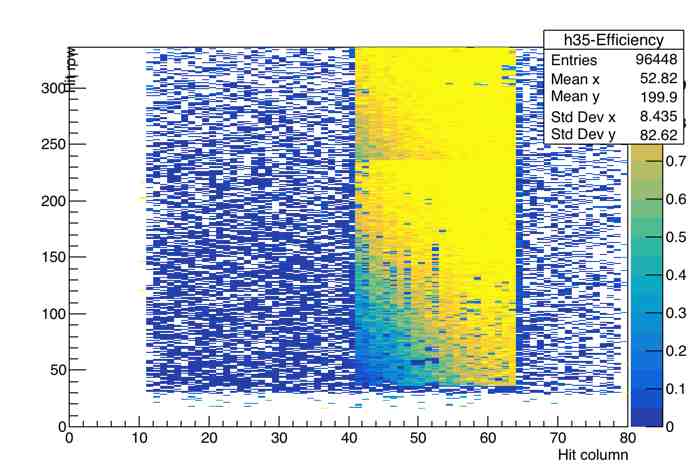 h35-Efficiency
Entries 96448
Mean x 52.82
Mean y 199.9
Std Dev x 8.435
Std Dev y 82.62
Hit row
300
250
200
150
100
50
0
0 10 20 30 40 50 60 70 80
Hit column
0.7
0.6
0.5
0.4
0.3
0.2
0.1
0